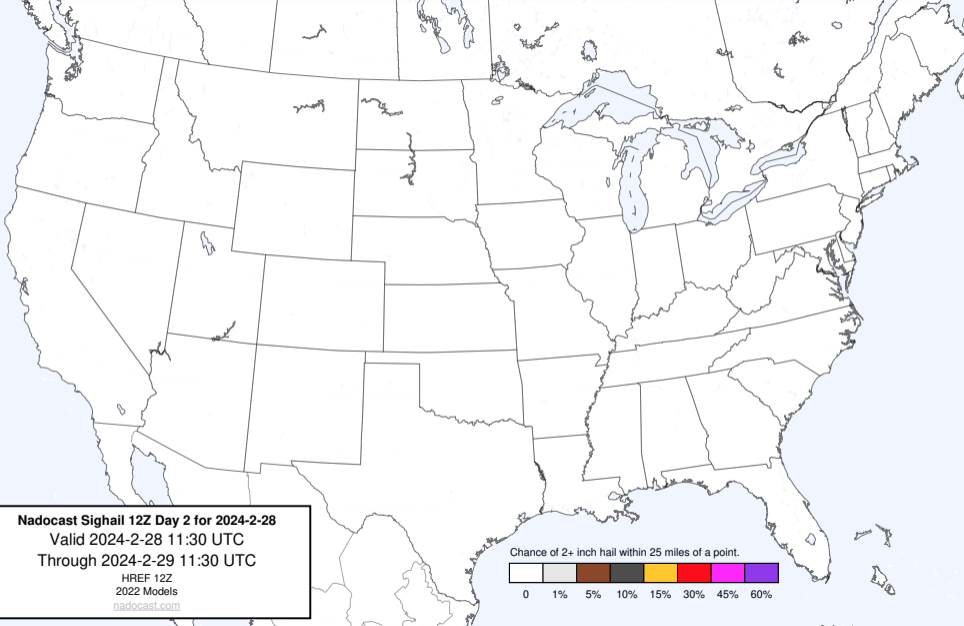 Nadocast Sighail 12Z Day 2 for 2024-2-28
Valid 2024-2-28 11:30 UTC
Through 2024-2-29 11:30 UTC
HREF 12Z
2022 Models
nadocast.com
Chance of 2+ inch hail within 25 miles of a point.
0 1% 5% 10% 15% 30% 45% 60%